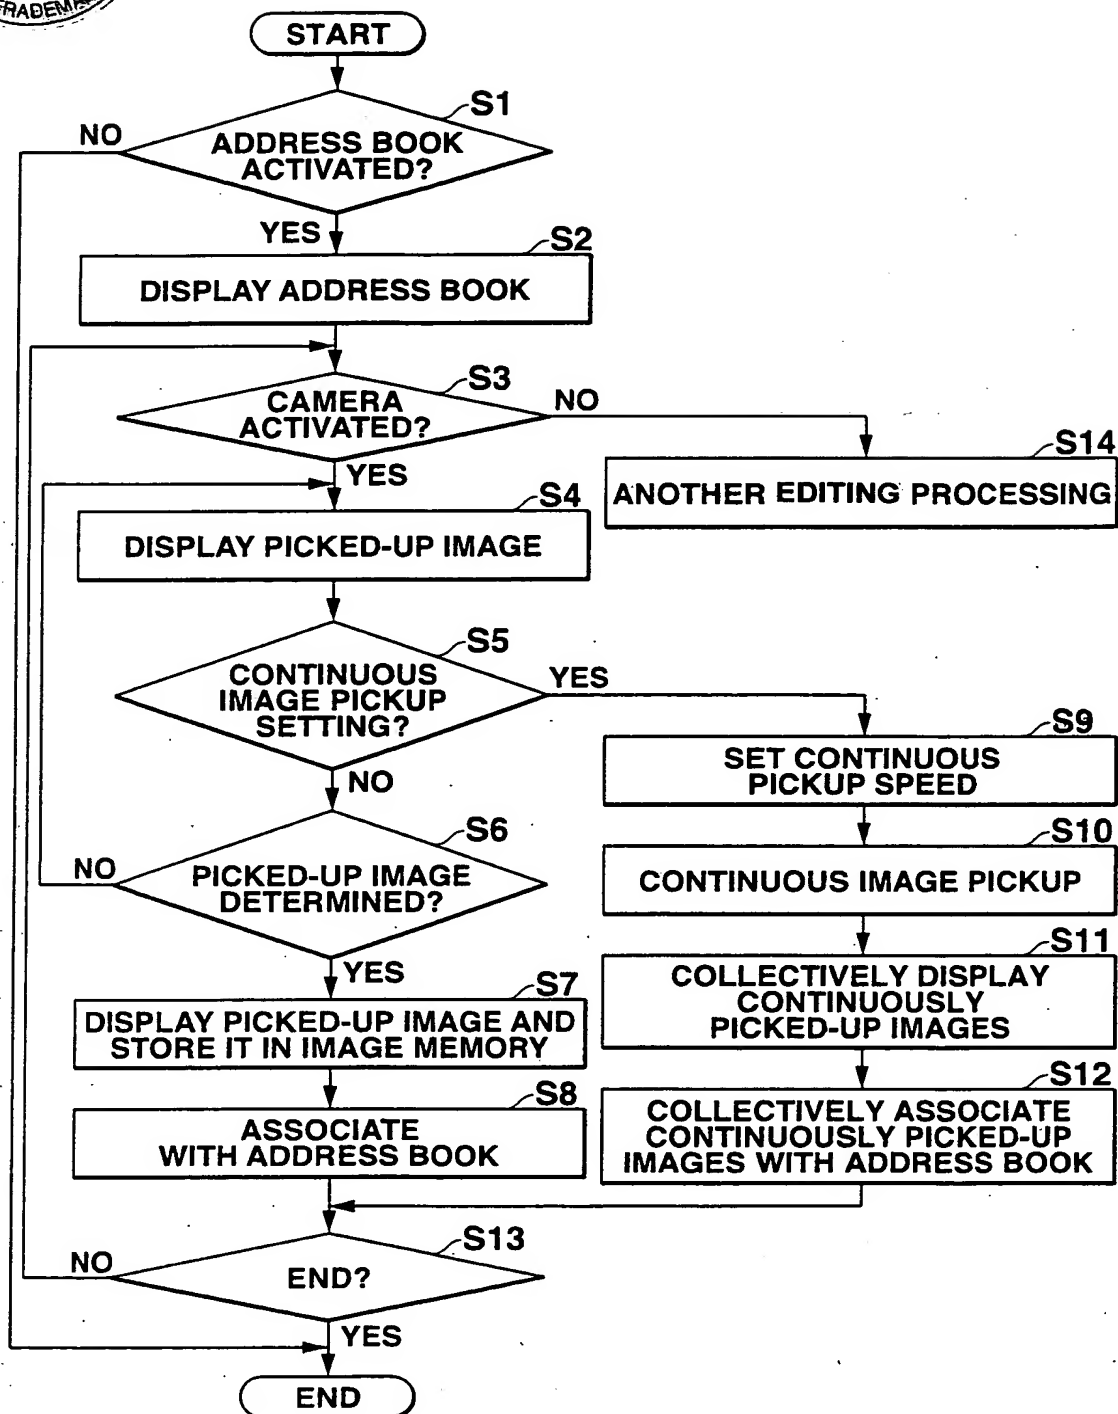 START
S1
NO
ADDRESS BOOK
ACTIVATED?
YES
S2
DISPLAY ADDRESS BOOK
S3
CAMERA
ACTIVATED?
NO
YES
S14
ANOTHER EDITING PROCESSING
S4
DISPLAY PICKED-UP IMAGE
S5
CONTINUOUS
IMAGE PICKUP
SETTING?
YES
NO
S9
SET CONTINUOUS
PICKUP SPEED
S6
NO
PICKED-UP IMAGE
DETERMINED?
YES
S10
CONTINUOUS IMAGE PICKUP
S11
COLLECTIVELY DISPLAY
CONTINUOUSLY
PICKED-UP IMAGES
S7
DISPLAY PICKED-UP IMAGE AND
STORE IT IN IMAGE MEMORY
S8
ASSOCIATE
WITH ADDRESS BOOK
S12
COLLECTIVELY ASSOCIATE
CONTINUOUSLY PICKED-UP
IMAGES WITH ADDRESS BOOK
S13
NO
END?
YES
END